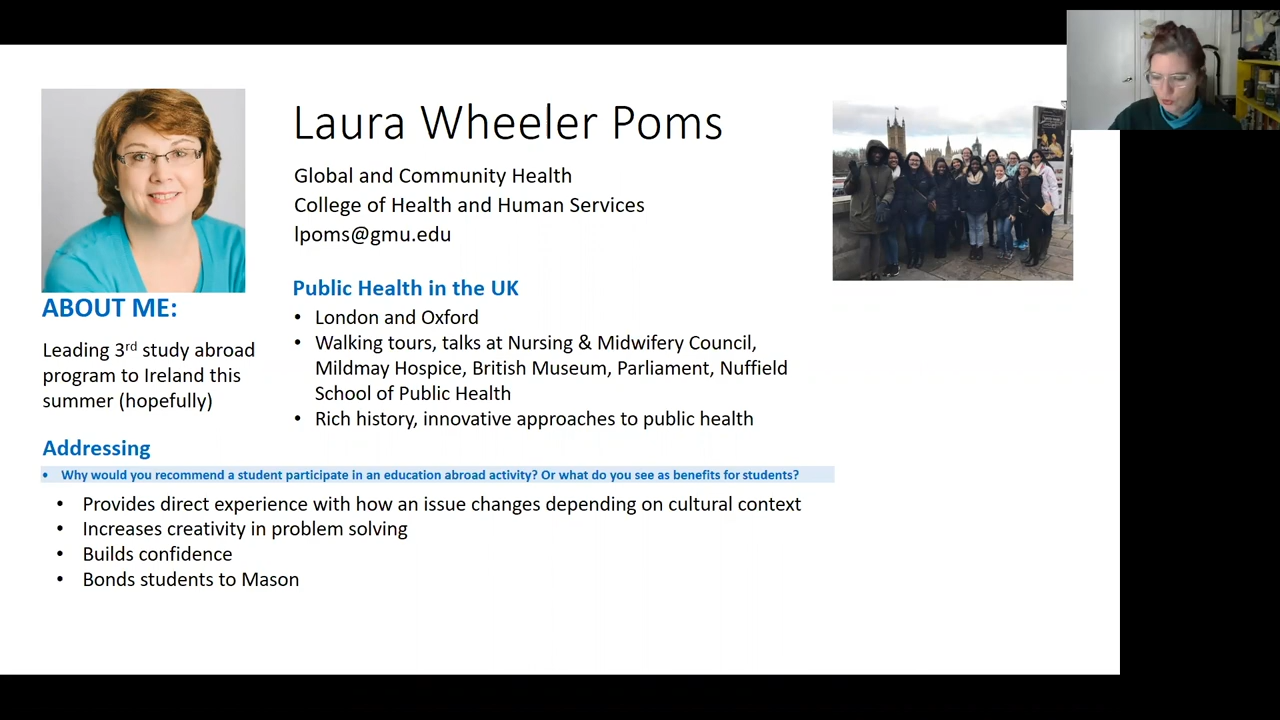 Laura Wheeler Poms
Global and Community Health
College of Health and Human Services
lpoms@gmu.edu
ABOUT ME:
Leading 3rd study abroad
program to Ireland this
summer (hopefully)
Public Health in the UK
• London and Oxford
• Walking tours, talks at Nursing & Midwifery Council,
Mildmay Hospice, British Museum, Parliament, Nuffield
School of Public Health
• Rich history, innovative approaches to public health
Addressing
• Why would you recommend a student participate in an education abroad activity? Or what do you see as benefits for students?
• Provides direct experience with how an issue changes depending on cultural context
• Increases creativity in problem solving
• Builds confidence
• Bonds students to Mason